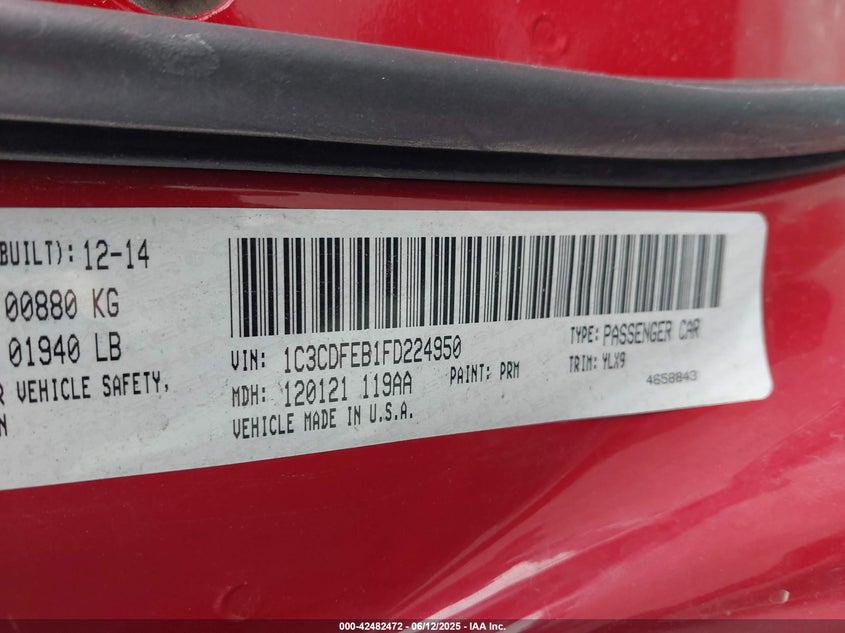 BUILT): 12-14
00880 KG
01940 LB
VEHICLE SAFETY,
N
VIN: 1C3CDFEB1FD224950
TYPE: PASSENGER CAR
MDH: 120121 119AA
PAINT: PRM
TRIM: YLX9
VEHICLE MADE IN U.S.A.
4658843
000-42482472 - 06/12/2025 - IAA Inc.